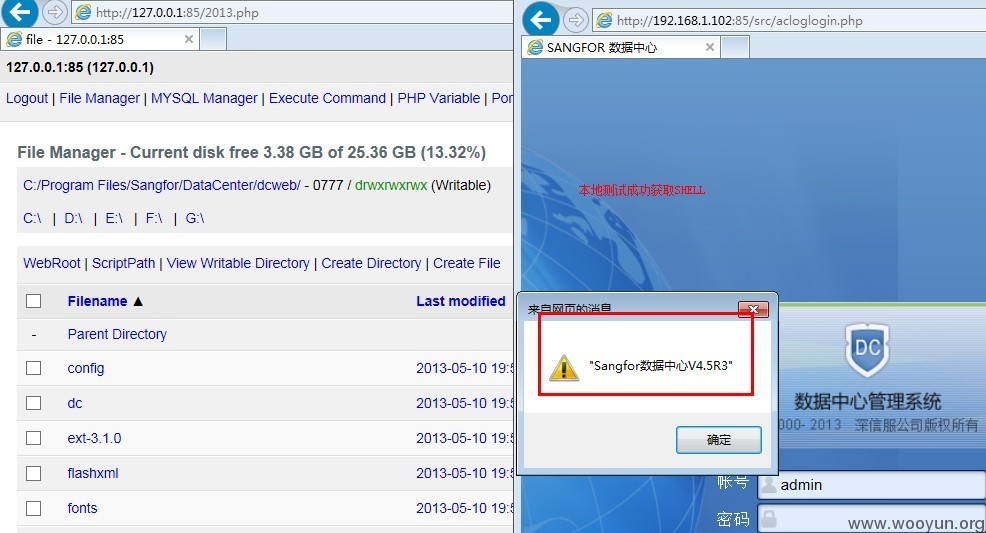 http://127.0.0.1:85/2013.php
file - 127.0.0.1:85
127.0.0.1:85 (127.0.0.1)
Logout | File Manager | MYSQL Manager | Execute Command | PHP Variable | Por
File Manager - Current disk free 3.38 GB of 25.36 GB (13.32%)
C:/Program Files/Sangfor/DataCenter/dcweb/ - 0777 / drwxrwxrwx (Writable)
C:\ | D:\ | E:\ | F:\ | G:\
WebRoot | ScriptPath | View Writable Directory | Create Directory | Create File
Filename ▲ Last modified
- Parent Directory
config 2013-05-10 19:5
dc 2013-05-10 19:5
ext-3.1.0 2013-05-10 19:5
flashxml 2013-05-10 19:5
fonts 2013-05-10 19:5
http://192.168.1.102:85/src/acloglogin.php
SANGFOR 数据中心
本地测试成功获取SHELL
来自网页的消息
"Sangfor数据中心V4.5R3"
确定
DC
数据中心管理系统
000- 2013 深信服公司版权所有
帐号 admin
密码
www.wooyun.org